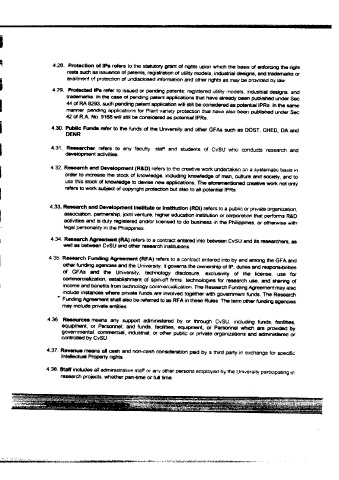 4.28. Protection of IPs refers to the statutory grant of rights upon which the basis of enforcing the right
rests such as issuance of patents, registration of utility models, industrial designs, and trademarks or
availment of protection of undisclosed information and other rights as may be provided by law.
4.29. Protected IPs refer to issued or pending patents; registered utility models, industrial designs, and
trademarks. In the case of pending patent applications that have already been published under Sec
44 of RA 8293, such pending patent application will still be considered as potential IPRs. In the same
manner, pending applications for Plant variety protection that have also been published under Sec
42 of R.A. No. 9168 will still be considered as potential IPRs.
4.30. Public Funds refer to the funds of the University and other GFAs such as DOST, CHED, DA and
DENR
4.31. Researcher refers to any faculty, staff and students of CvSU who conducts research and
development activities.
4.32. Research and Development (R&D) refers to the creative work undertaken on a systematic basis in
order to increase the stock of knowledge, including knowledge of man, culture and society, and to
use this stock of knowledge to devise new applications. The aforementioned creative work not only
refers to work subject of copyright protection but also to all potential IPRs.
4.33. Research and Development Institute or Institution (RDI) refers to a public or private organization,
association, partnership, joint venture, higher education institution or corporation that performs R&D
activities and is duly registered and/or licensed to do business in the Philippines, or otherwise with
legal personality in the Philippines.
4.34. Research Agreement (RA) refers to a contract entered into between CvSU and its researchers, as
well as between CvSU and other research institutions.
4.35. Research Funding Agreement (RFA) refers to a contract entered into by and among the GFA and
other funding agencies and the University. It governs the ownership of IP, duties and responsibilities
of GFAs and the University, technology disclosure, exclusivity of the license, use for
commercialization, establishment of spin-off firms, technologies for research use, and sharing of
income and benefits from technology commercialization. The Research Funding Agreement may also
include instances where private funds are involved together with government funds. The Research
Funding Agreement shall also be referred to as RFA in these Rules. The term other funding agencies
may include private entities.
4.36. Resources means any support administered by or through CvSU, including funds, facilities,
equipment, or Personnel; and funds, facilities, equipment, or Personnel which are provided by
governmental, commercial, industrial, or other public or private organizations and administered or
controlled by CvSU.
4.37. Revenue means all cash and non-cash consideration paid by a third party in exchange for specific
Intellectual Property rights.
4.38. Staff includes all administrative staff or any other persons employed by the University participating in
research projects, whether part-time or full time.